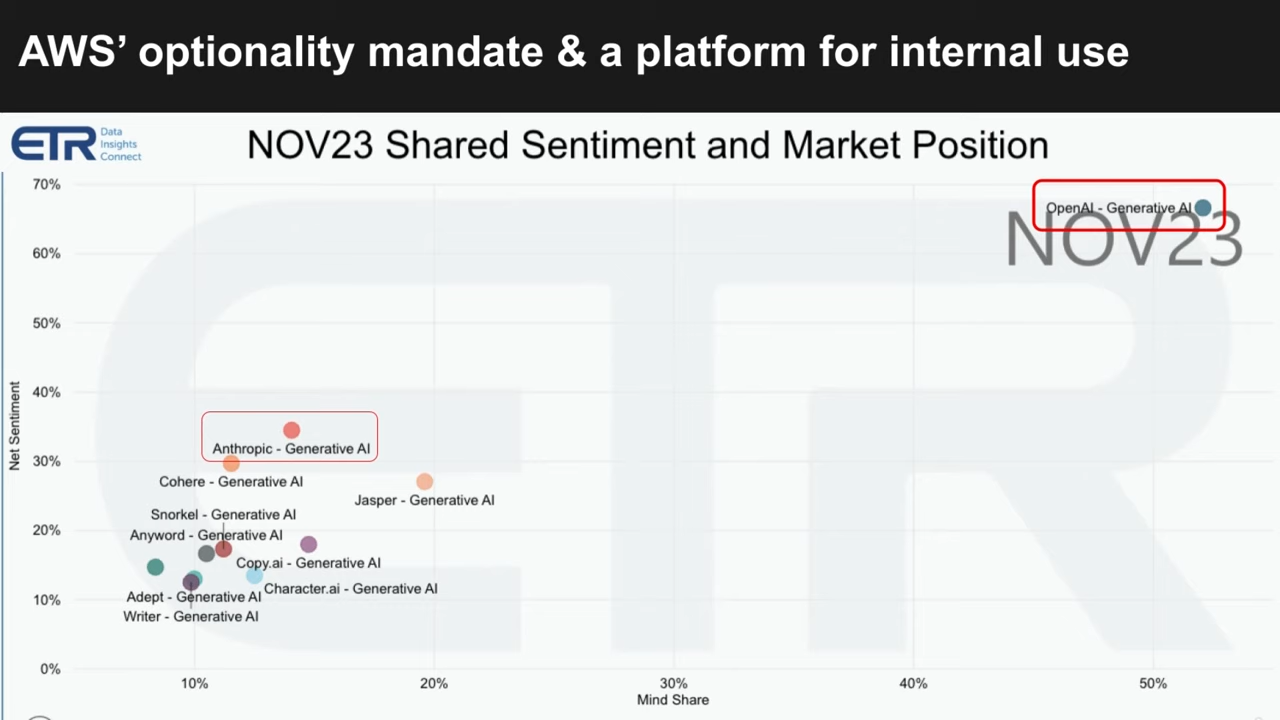 AWS’ optionality mandate & a platform for internal use
ETR
Data
Insights
Connect
NOV23 Shared Sentiment and Market Position
70%
60%
50%
40%
30%
20%
10%
0%
Net Sentiment
OpenAI - Generative AI
NOV23
Anthropic - Generative AI
Cohere - Generative AI
Jasper - Generative AI
Snorkel - Generative AI
Anyword - Generative AI
Copy.ai - Generative AI
Character.ai - Generative AI
Adept - Generative AI
Writer - Generative AI
10%
20%
30%
40%
50%
Mind Share
ETR